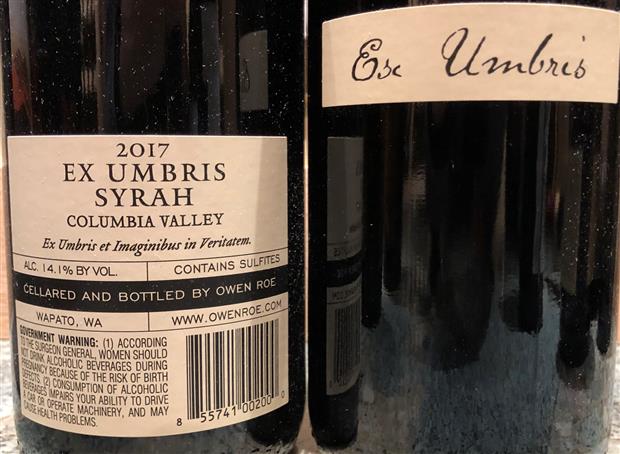 2017
EX UMBRIS
SYRAH
COLUMBIA VALLEY
Ex Umbris et Imaginibus in Veritatem.
ALC. 14.1% BY VOL.
CONTAINS SULFITES
CELLARED AND BOTTLED BY OWEN ROE
WAPATO, WA
WWW.OWENROE.COM
GOVERNMENT WARNING: (1) ACCORDING
TO THE SURGEON GENERAL, WOMEN SHOULD
NOT DRINK ALCOHOLIC BEVERAGES DURING
PREGNANCY BECAUSE OF THE RISK OF BIRTH
DEFECTS. (2) CONSUMPTION OF ALCOHOLIC
BEVERAGES IMPAIRS YOUR ABILITY TO DRIVE
A CAR OR OPERATE MACHINERY, AND MAY
CAUSE HEALTH PROBLEMS.
8 55741 00200 0
Ex Umbris